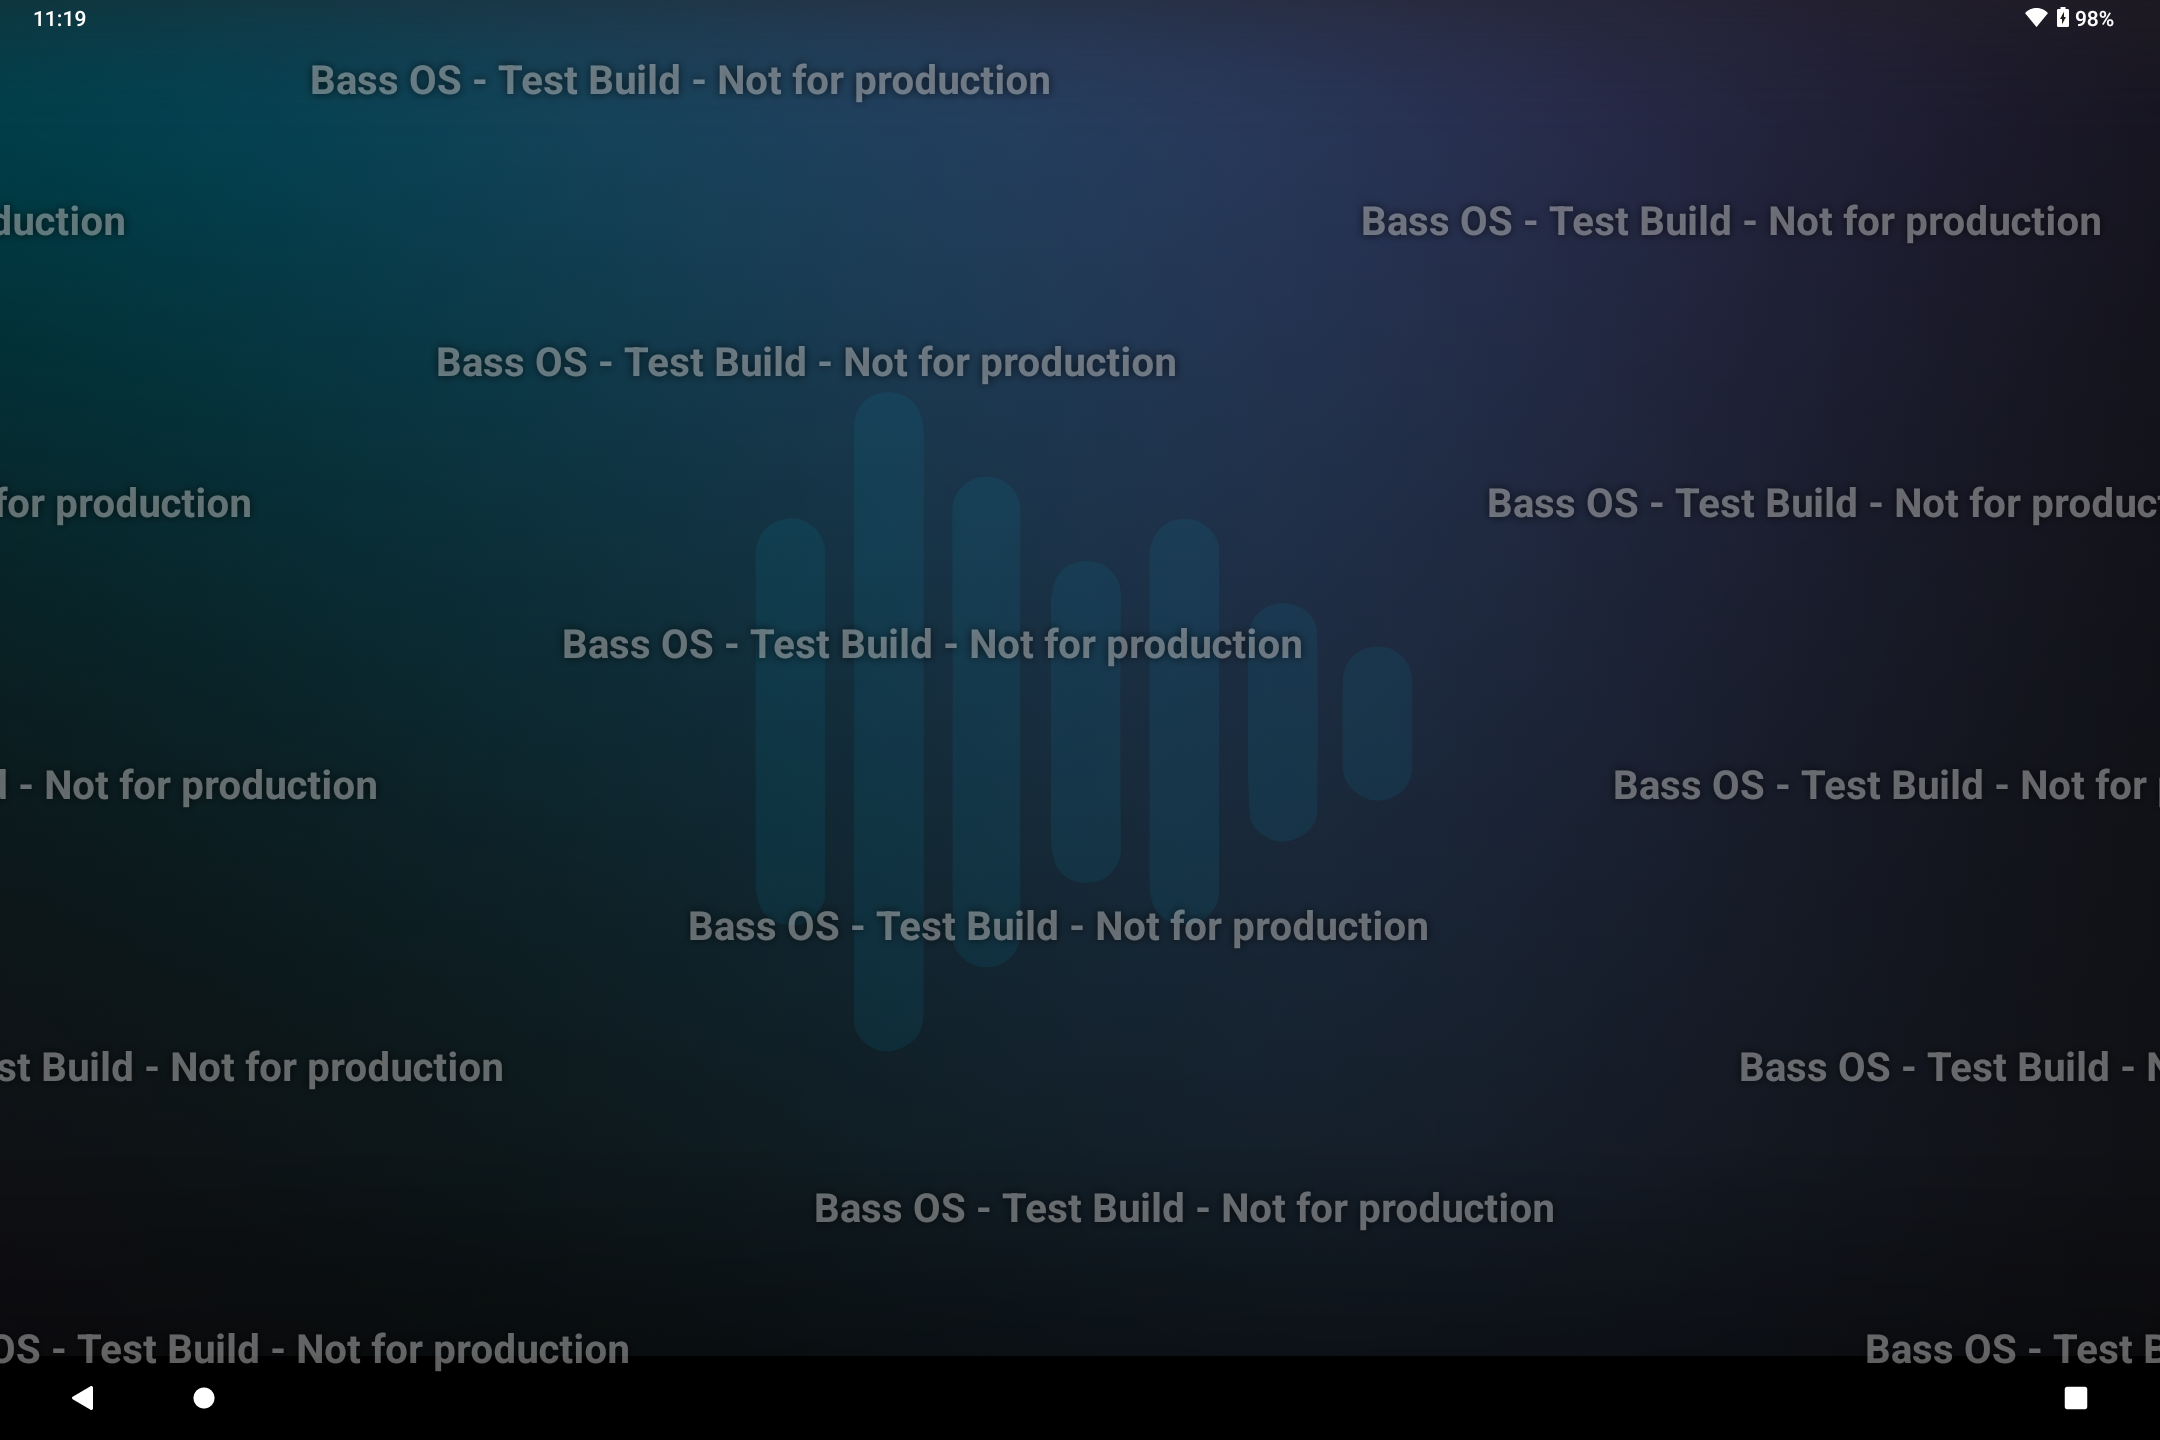 11:19 98%
Bass OS - Test Build - Not for production
duction Bass OS - Test Build - Not for production
Bass OS - Test Build - Not for production
for production Bass OS - Test Build - Not for product
Bass OS - Test Build - Not for production
d - Not for production Bass OS - Test Build - Not for
Bass OS - Test Build - Not for production
st Build - Not for production Bass OS - Test Build - N
Bass OS - Test Build - Not for production
OS - Test Build - Not for production Bass OS - Test B